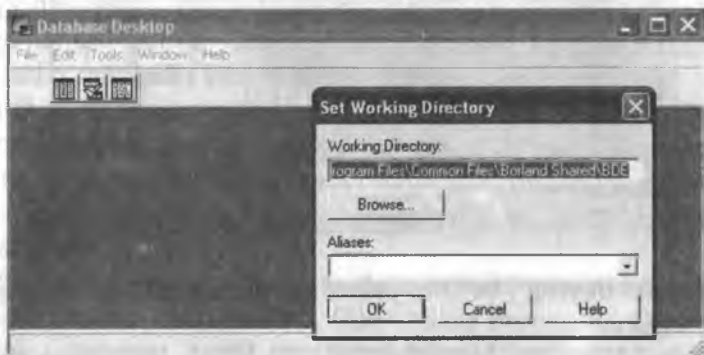 Database Desktop
File Edit Tools Window Help
Set Working Directory
Working Directory:
rogram Files\Common Files\Borland Shared\BDE
Browse...
Aliases:
OK Cancel Help